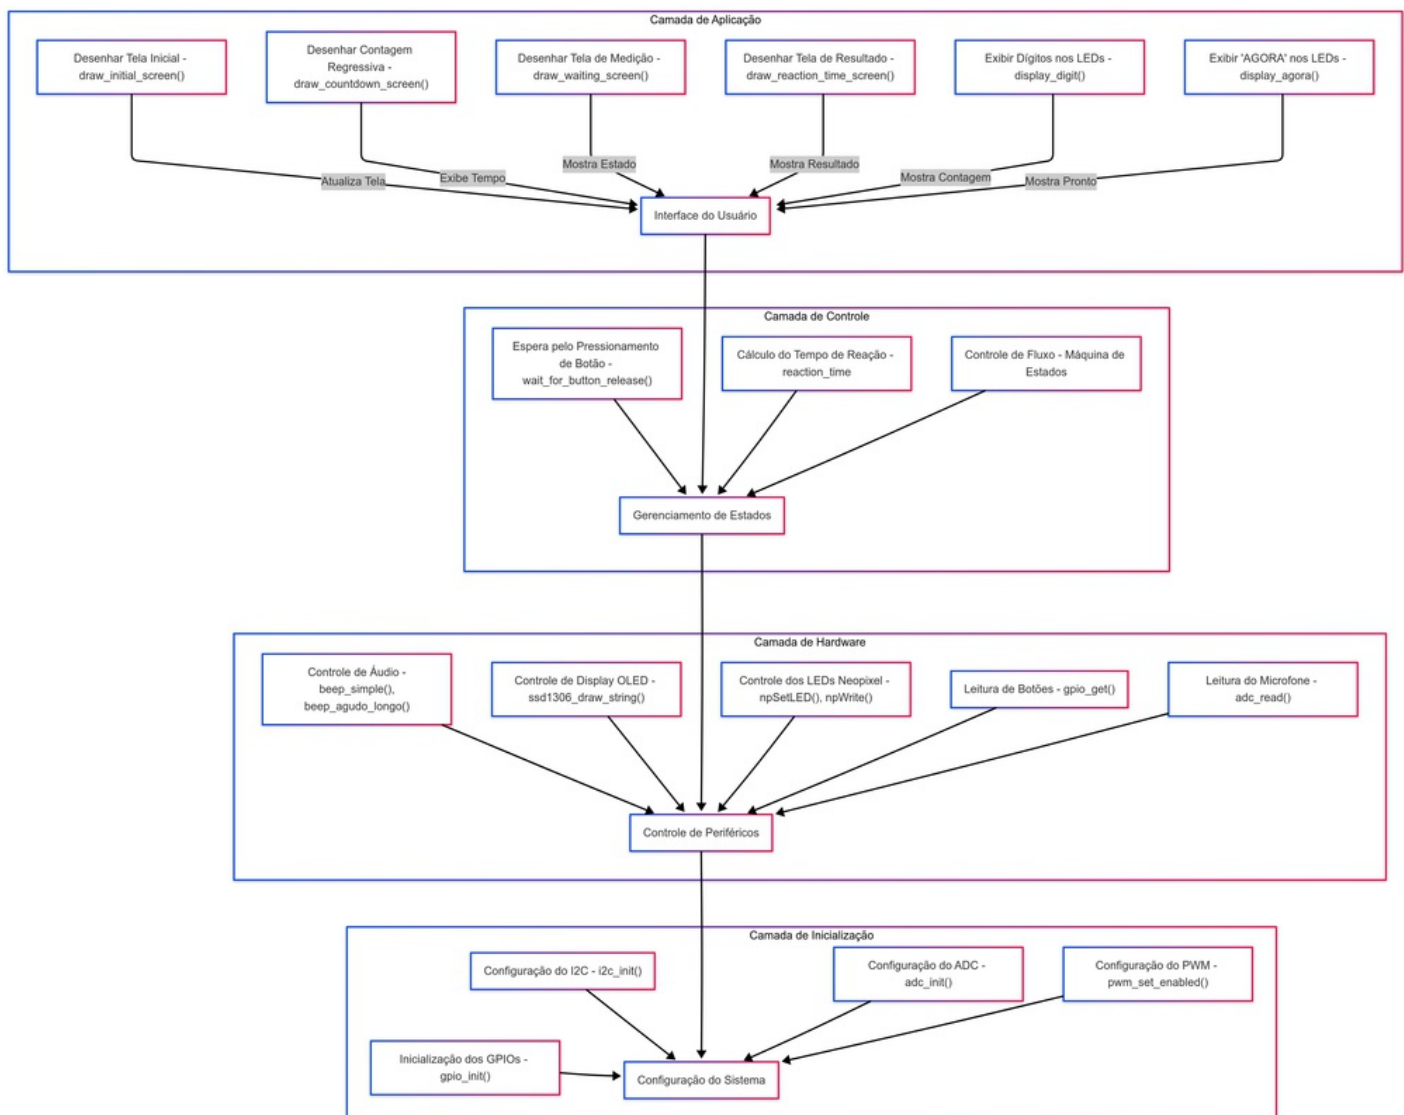 Camada de Aplicação
Desenhar Tela Inicial -
draw_initial_screen()
Desenhar Contagem
Regressiva -
draw_countdown_screen()
Desenhar Tela de Medição -
draw_waiting_screen()
Desenhar Tela de Resultado -
draw_reaction_time_screen()
Exibir Dígitos nos LEDs -
display_digit()
Exibir 'AGORA' nos LEDs -
display_agora()
Atualiza Tela
Exibe Tempo
Mostra Estado
Mostra Resultado
Mostra Contagem
Mostra Pronto
Interface do Usuário
Camada de Controle
Espera pelo Pressionamento
de Botão -
wait_for_button_release()
Cálculo do Tempo de Reação -
reaction_time
Controle de Fluxo - Máquina de
Estados
Gerenciamento de Estados
Camada de Hardware
Controle de Áudio -
beep_simple(),
beep_agudo_longo()
Controle de Display OLED -
ssd1306_draw_string()
Controle dos LEDs Neopixel -
npSetLED(), npWrite()
Leitura de Botões - gpio_get()
Leitura do Microfone -
adc_read()
Controle de Periféricos
Camada de Inicialização
Configuração do I2C - i2c_init()
Configuração do ADC -
adc_init()
Configuração do PWM -
pwm_set_enabled()
Inicialização dos GPIOs -
gpio_init()
Configuração do Sistema